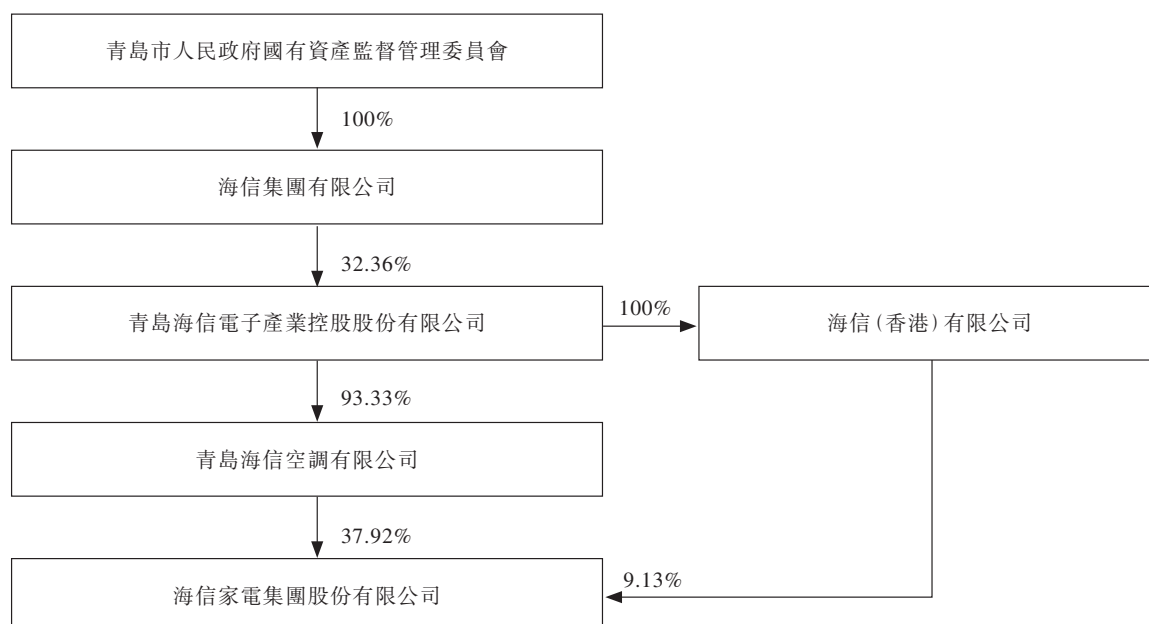 青島市人民政府國有資產監督管理委員會
100%
海信集團有限公司
32.36%
青島海信電子產業控股股份有限公司
100%
海信(香港)有限公司
93.33%
青島海信空調有限公司
37.92%
海信家電集團股份有限公司
9.13%